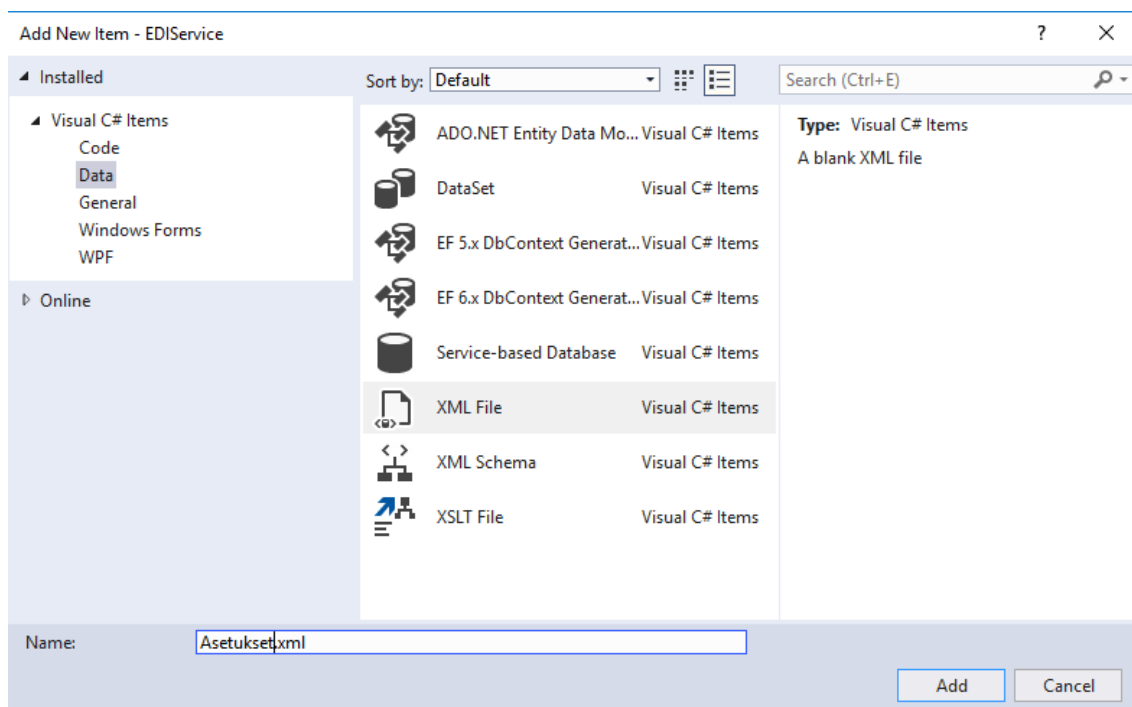 Add New Item - EDIService
Installed
Visual C# Items
Code
Data
General
Windows Forms
WPF
Online
Sort by: Default
ADO.NET Entity Data Mo... Visual C# Items
DataSet Visual C# Items
EF 5.x DbContext Generat... Visual C# Items
EF 6.x DbContext Generat... Visual C# Items
Service-based Database Visual C# Items
XML File Visual C# Items
XML Schema Visual C# Items
XSLT File Visual C# Items
Search (Ctrl+E)
Type: Visual C# Items
A blank XML file
Name: Asetukset.xml
Add Cancel